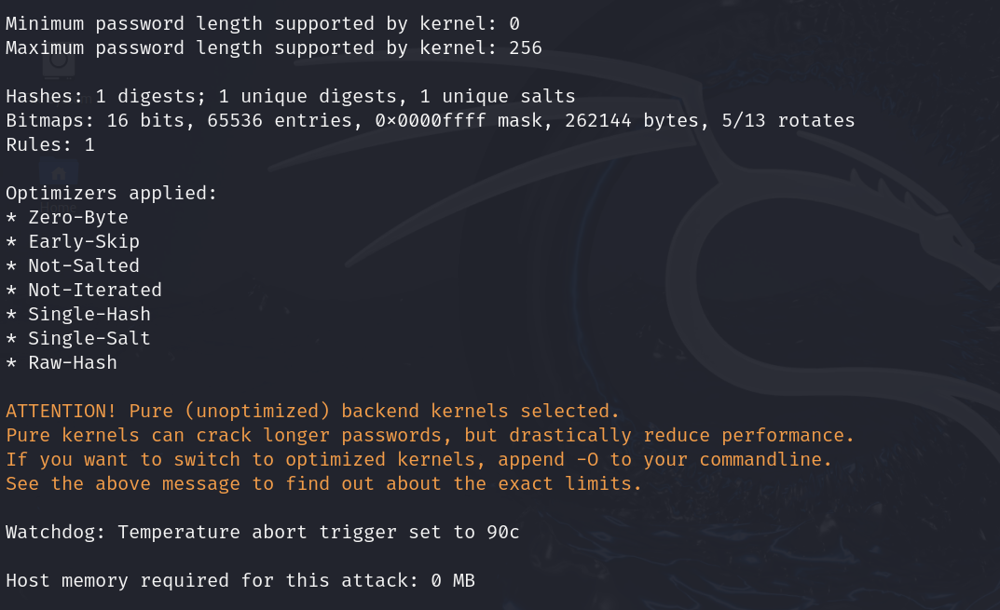 Minimum password length supported by kernel: 0
Maximum password length supported by kernel: 256
Hashes: 1 digests; 1 unique digests, 1 unique salts
Bitmaps: 16 bits, 65536 entries, 0x0000ffff mask, 262144 bytes, 5/13 rotates
Rules: 1
Optimizers applied:
* Zero-Byte
* Early-Skip
* Not-Salted
* Not-Iterated
* Single-Hash
* Single-Salt
* Raw-Hash
ATTENTION! Pure (unoptimized) backend kernels selected.
Pure kernels can crack longer passwords, but drastically reduce performance.
If you want to switch to optimized kernels, append -O to your commandline.
See the above message to find out about the exact limits.
Watchdog: Temperature abort trigger set to 90c
Host memory required for this attack: 0 MB